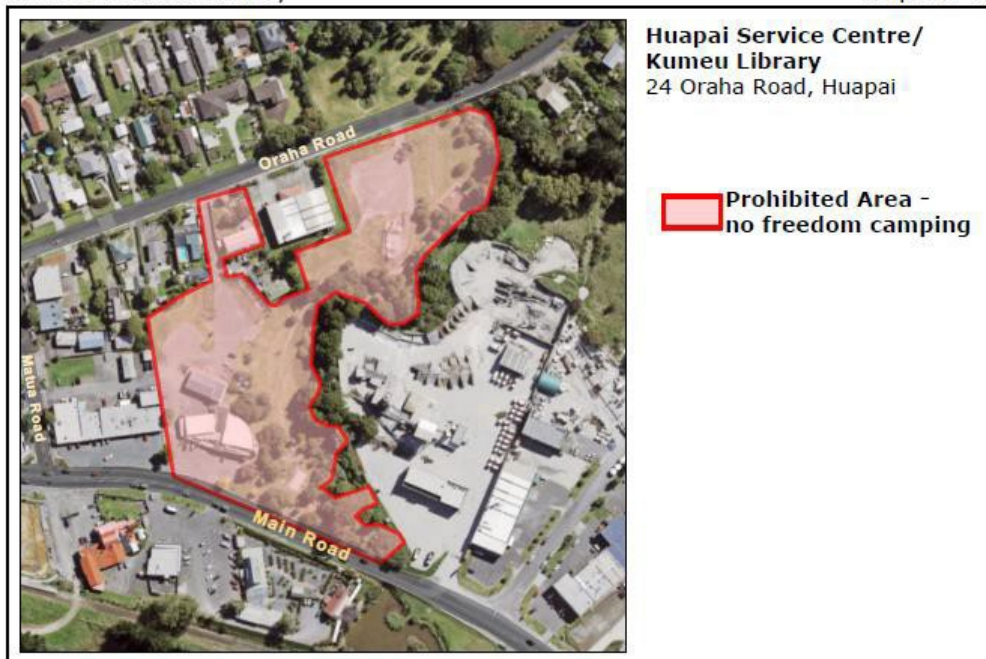 Huapai Service Centre/
Kumeu Library
24 Oraha Road, Huapai
Oraha Road
Prohibited Area -
no freedom camping
Matua Road
Main Road